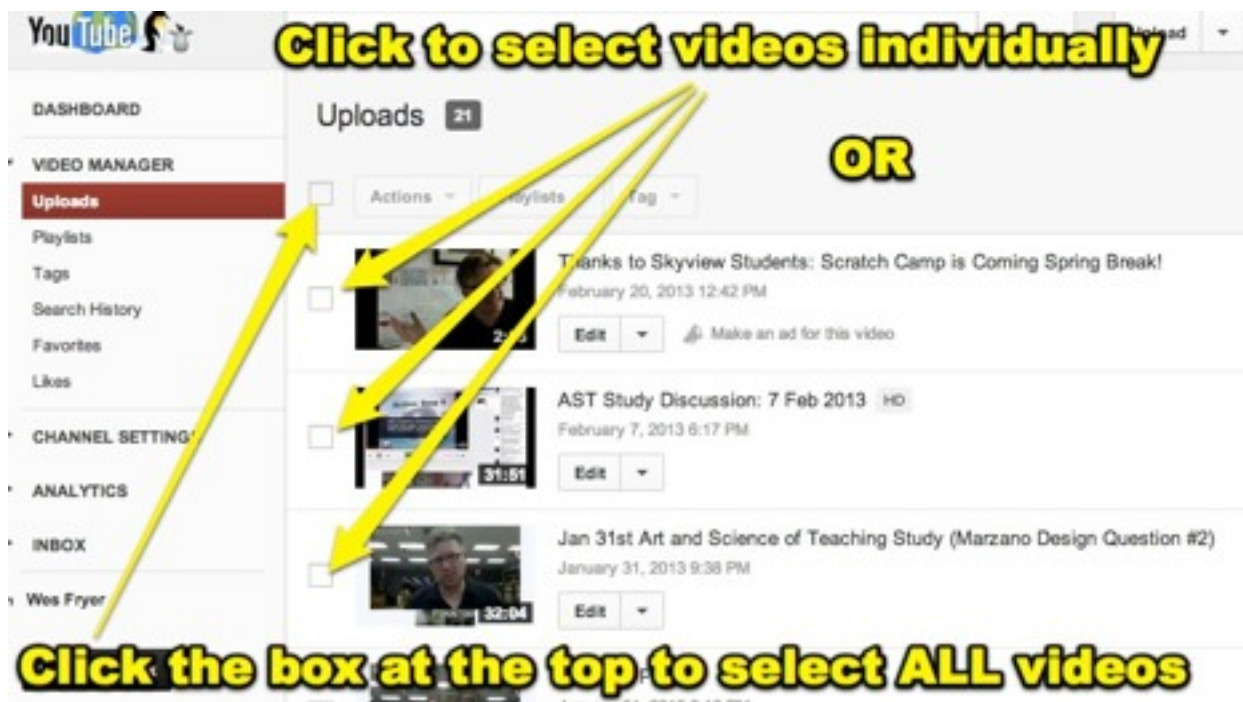 YouTube
Click to select videos individually
Upload
DASHBOARD
VIDEO MANAGER
Uploads
Playlists
Tags
Search History
Favorites
Likes
CHANNEL SETTINGS
ANALYTICS
INBOX
Wes Fryer
Uploads 21
OR
Actions Playlists Tag
Thanks to Skyview Students: Scratch Camp is Coming Spring Break!
February 20, 2013 12:42 PM
Edit Make an ad for this video
AST Study Discussion: 7 Feb 2013 HD
February 7, 2013 6:17 PM
31:51
Edit
Jan 31st Art and Science of Teaching Study (Marzano Design Question #2)
January 31, 2013 9:38 PM
32:04
Edit
Click the box at the top to select ALL videos